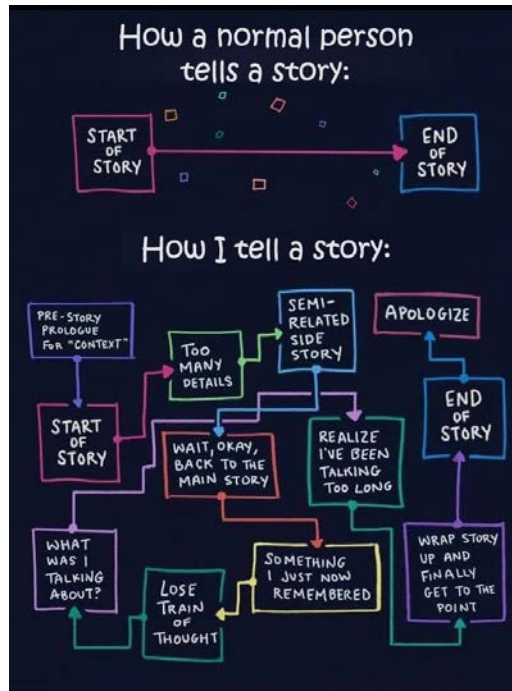 How a normal person
tells a story:
START
OF
STORY
END
OF
STORY
How I tell a story:
PRE-STORY
PROLOGUE
FOR "CONTEXT"
START
OF
STORY
TOO
MANY
DETAILS
SEMI-
RELATED
SIDE
STORY
WAIT, OKAY,
BACK TO THE
MAIN STORY
SOMETHING
I JUST NOW
REMEMBERED
LOSE
TRAIN
OF
THOUGHT
WHAT
WAS I
TALKING
ABOUT?
REALIZE
I'VE BEEN
TALKING
TOO LONG
WRAP STORY
UP AND
FINALLY
GET TO THE
POINT
END
OF
STORY
APOLOGIZE